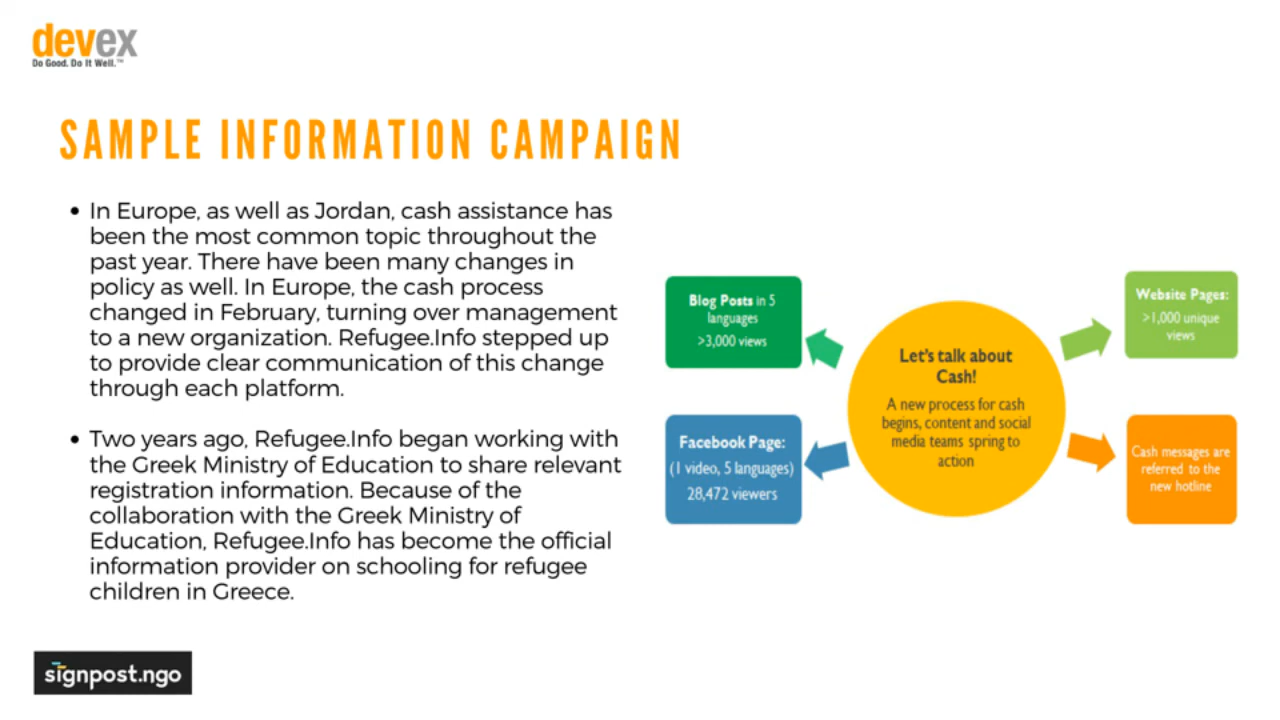 devex
Do Good. Do It Well.™
SAMPLE INFORMATION CAMPAIGN
• In Europe, as well as Jordan, cash assistance has
been the most common topic throughout the
past year. There have been many changes in
policy as well. In Europe, the cash process
changed in February, turning over management
to a new organization. Refugee.Info stepped up
to provide clear communication of this change
through each platform.
• Two years ago, Refugee.Info began working with
the Greek Ministry of Education to share relevant
registration information. Because of the
collaboration with the Greek Ministry of
Education, Refugee.Info has become the official
information provider on schooling for refugee
children in Greece.
Blog Posts in 5
languages
>3,000 views
Facebook Page:
(1 video, 5 languages)
28,472 viewers
Let's talk about
Cash!
A new process for cash
begins, content and social
media teams spring to
action
Website Pages:
>1,000 unique
views
Cash messages are
referred to the
new hotline
signpost.ngo